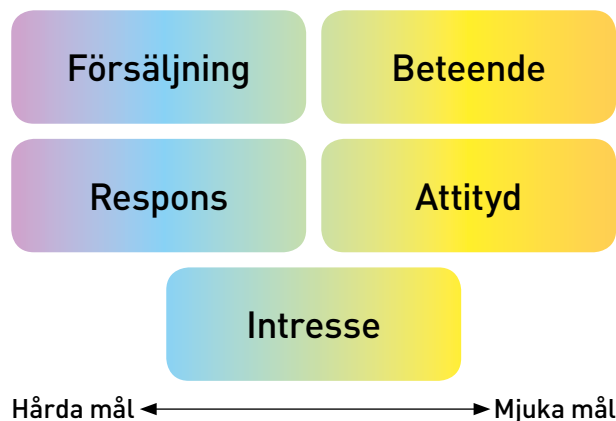 Försäljning Beteende
Respons Attityd
Intresse
Hårda mål Mjuka mål